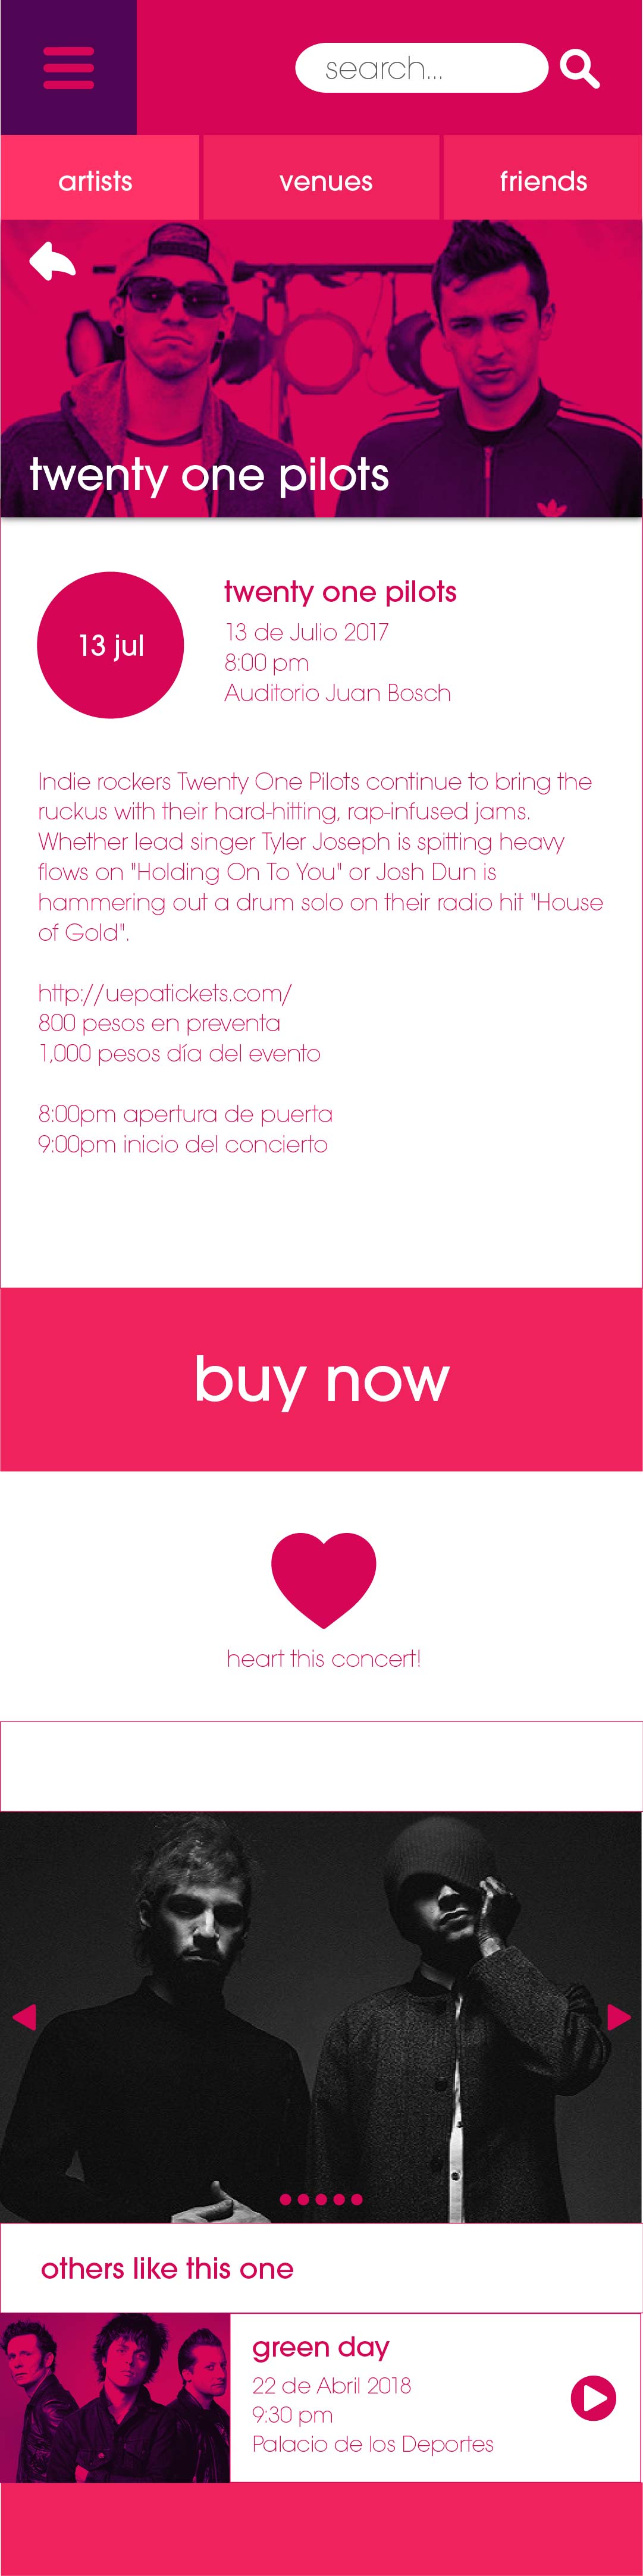 search...
artists
venues
friends
twenty one pilots
13 jul
twenty one pilots
13 de Julio 2017
8:00 pm
Auditorio Juan Bosch
Indie rockers Twenty One Pilots continue to bring the
ruckus with their hard-hitting, rap-infused jams.
Whether lead singer Tyler Joseph is spitting heavy
flows on "Holding On To You" or Josh Dun is
hammering out a drum solo on their radio hit "House
of Gold".
http://uepatickets.com/
800 pesos en preventa
1,000 pesos día del evento
8:00pm apertura de puerta
9:00pm inicio del concierto
buy now
heart this concert!
others like this one
green day
22 de Abril 2018
9:30 pm
Palacio de los Deportes